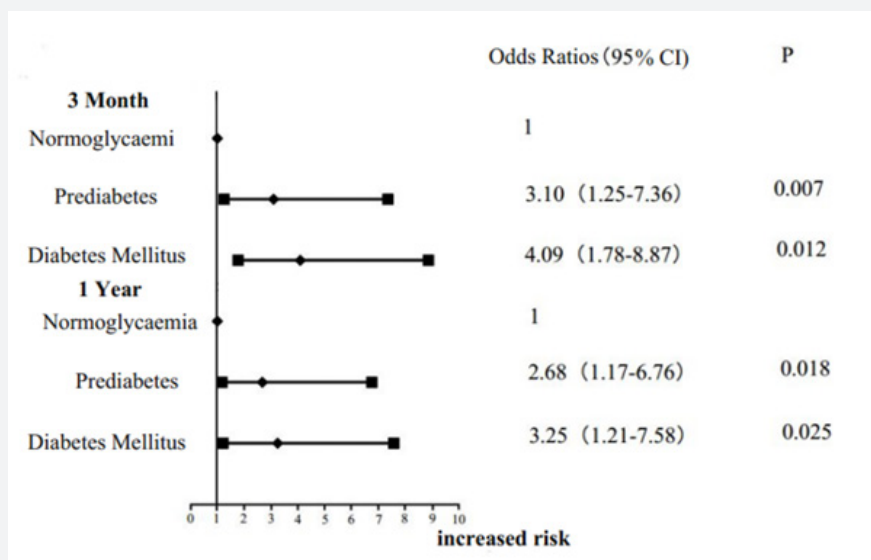 Odds Ratios (95% CI) P
3 Month
Normoglycaemi 1
Prediabetes 3.10 (1.25-7.36) 0.007
Diabetes Mellitus 4.09 (1.78-8.87) 0.012
1 Year
Normoglycaemia 1
Prediabetes 2.68 (1.17-6.76) 0.018
Diabetes Mellitus 3.25 (1.21-7.58) 0.025
0 1 2 3 4 5 6 7 8 9 10
increased risk